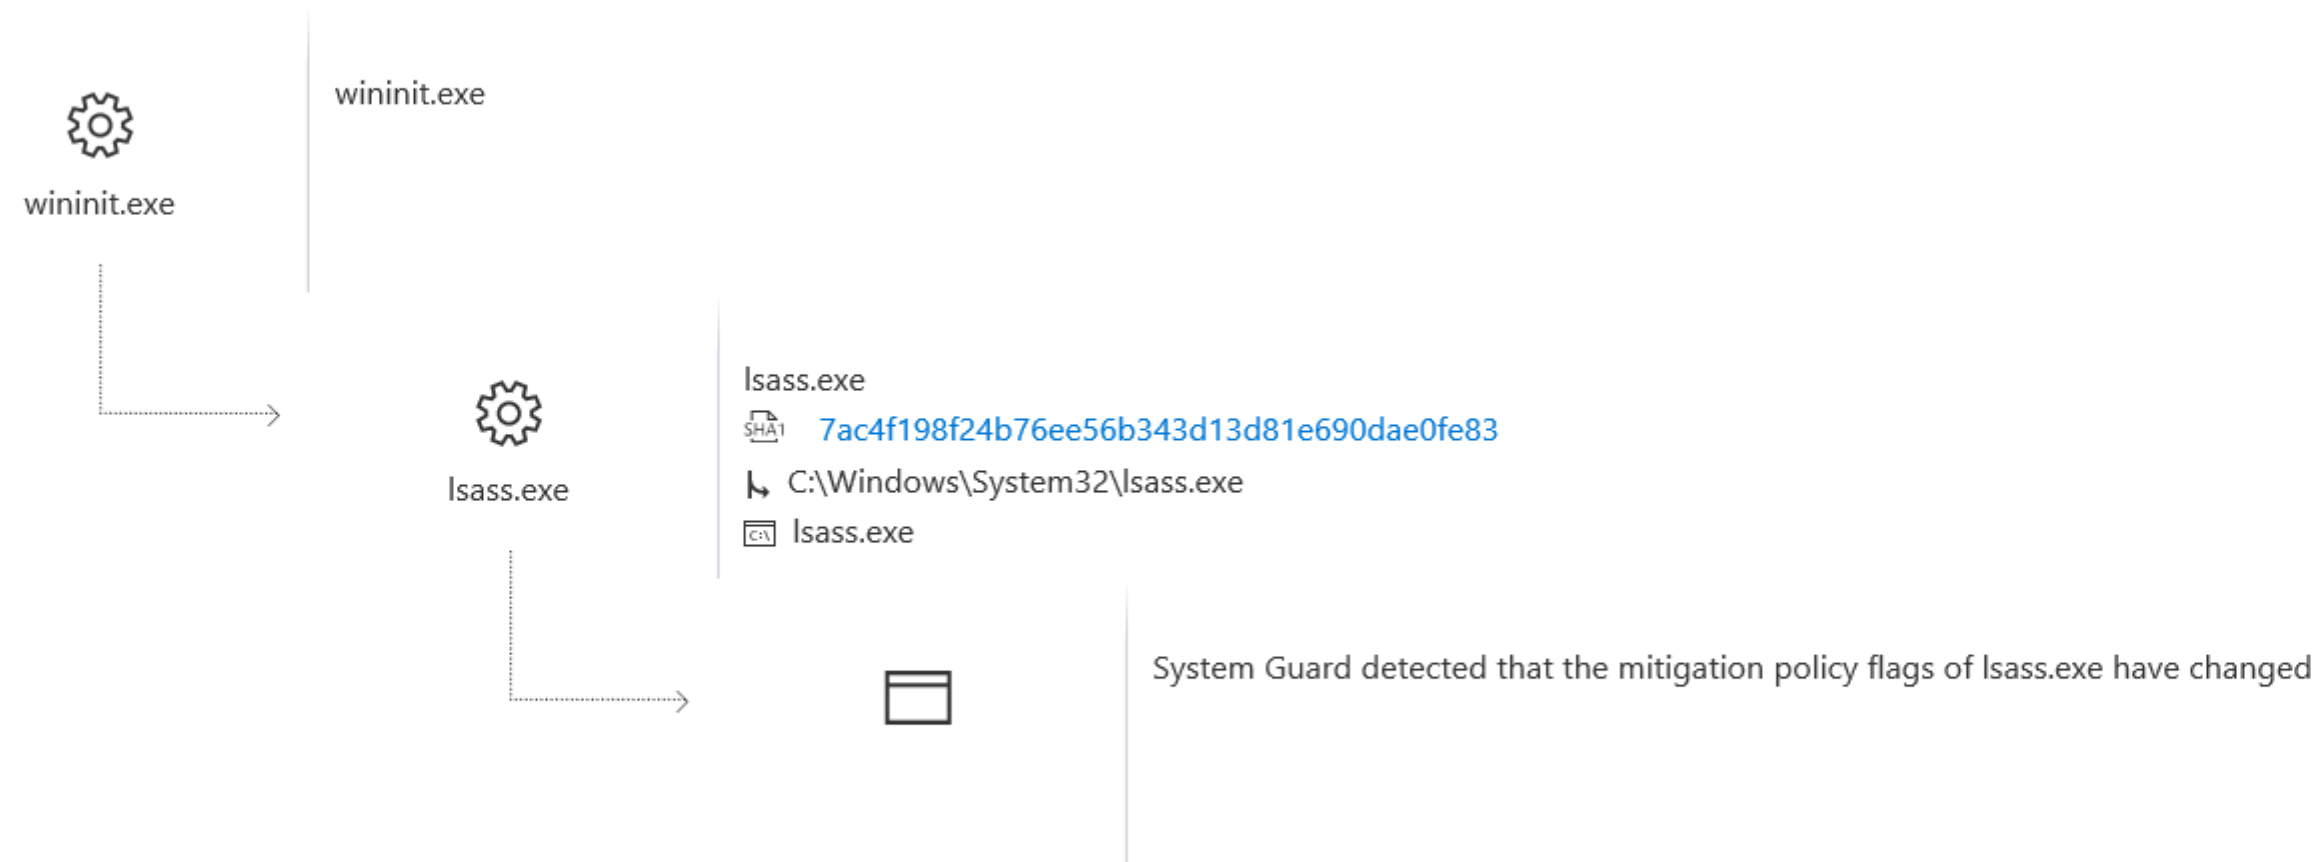 wininit.exe
wininit.exe
lsass.exe
SHA1 7ac4f198f24b76ee56b343d13d81e690dae0fe83
C:\Windows\System32\lsass.exe
C:\ lsass.exe
lsass.exe
System Guard detected that the mitigation policy flags of lsass.exe have changed